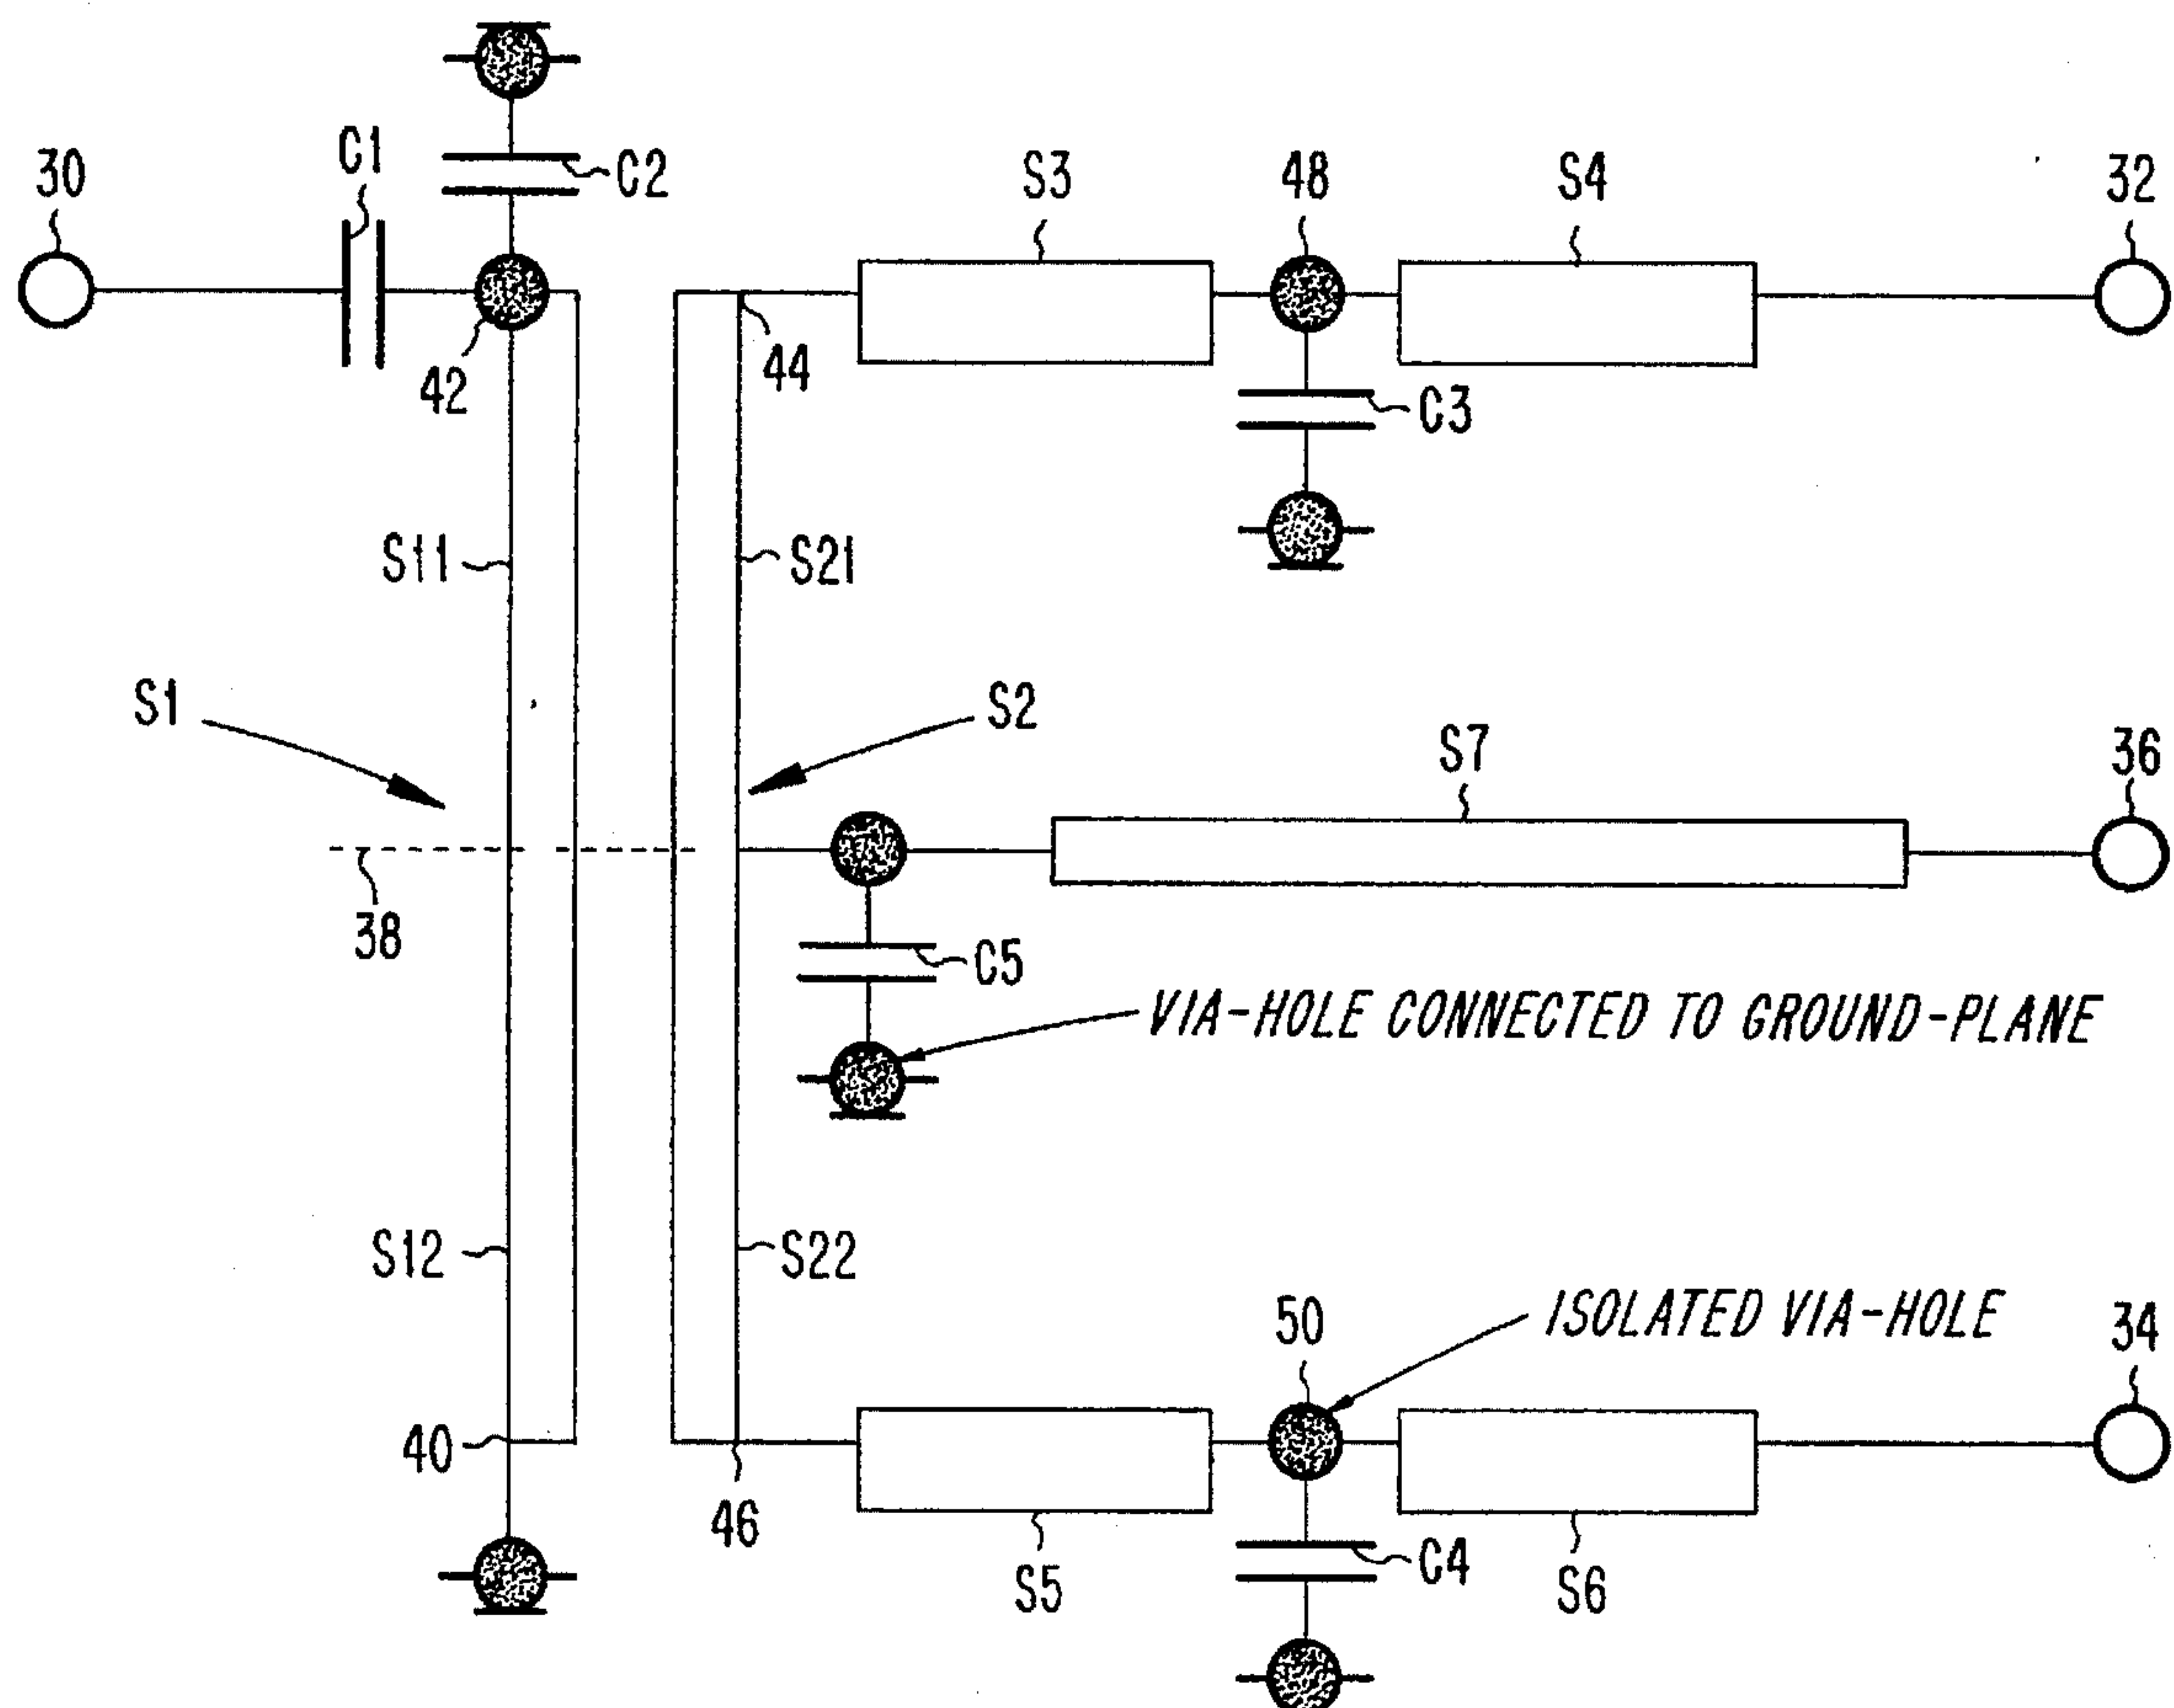 30
C1
C2
S3
48
S4
32
42
44
C3
S11
S21
S1
S2
S7
36
38
C5
VIA-HOLE CONNECTED TO GROUND-PLANE
S12
S22
50
ISOLATED VIA-HOLE
34
40
46
S5
C4
S6